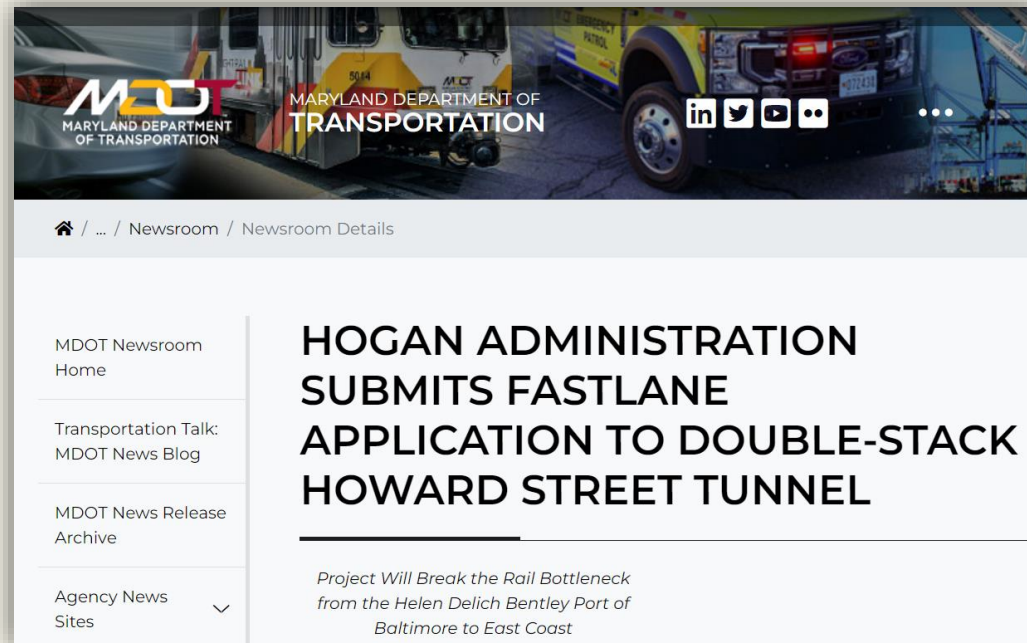 MDOT
MARYLAND DEPARTMENT
OF TRANSPORTATION
MARYLAND DEPARTMENT OF
TRANSPORTATION
5014
EMERGENCY
PATROL
in
...
/ ... / Newsroom / Newsroom Details
MDOT Newsroom
Home
Transportation Talk:
MDOT News Blog
MDOT News Release
Archive
Agency News
Sites
HOGAN ADMINISTRATION
SUBMITS FASTLANE
APPLICATION TO DOUBLE-STACK
HOWARD STREET TUNNEL
Project Will Break the Rail Bottleneck
from the Helen Delich Bentley Port of
Baltimore to East Coast